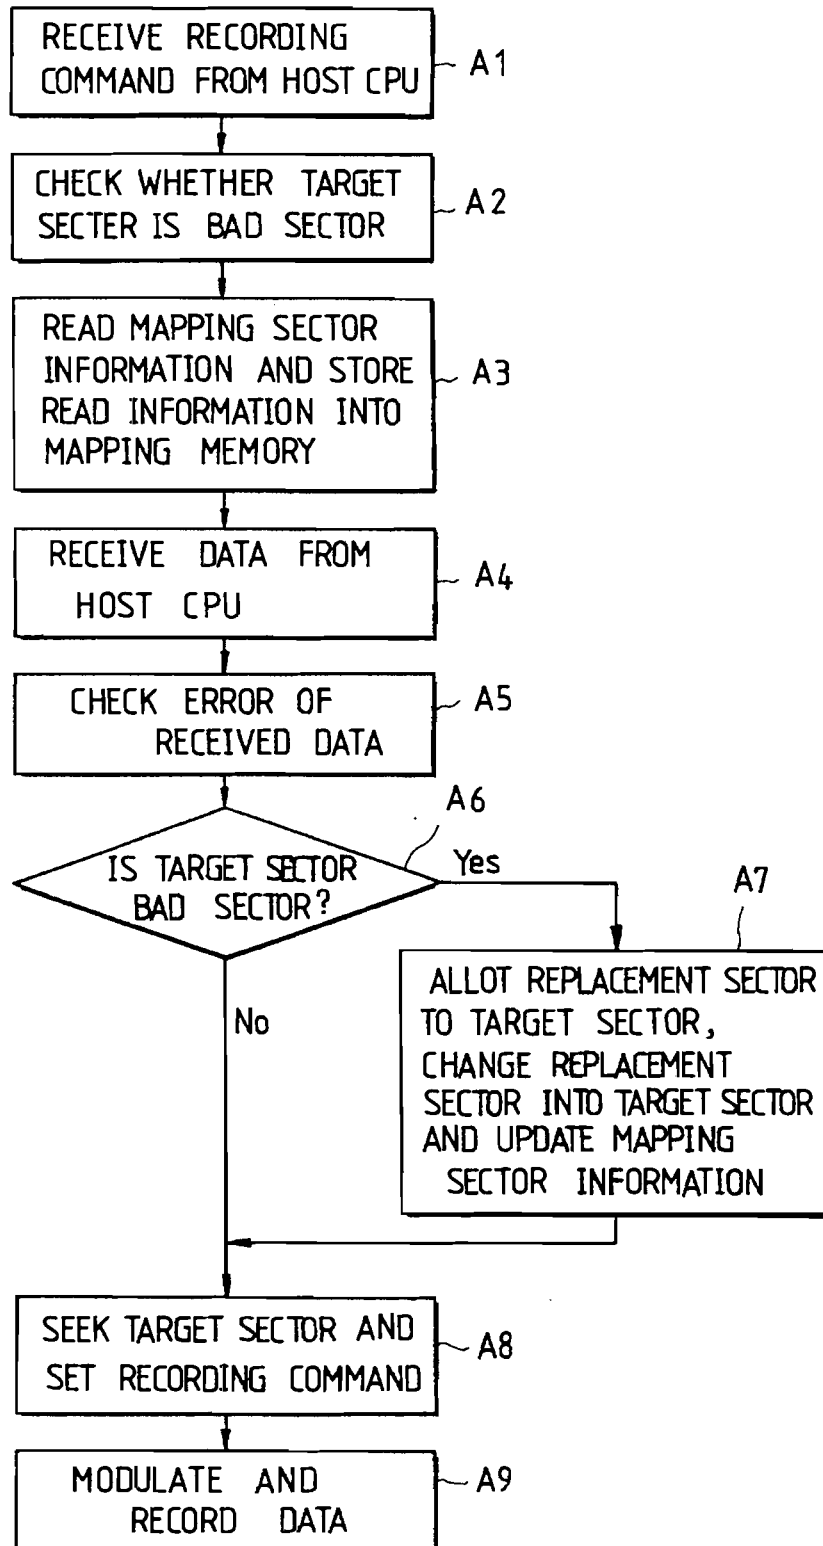 RECEIVE RECORDING
COMMAND FROM HOST CPU
A1
CHECK WHETHER TARGET
SECTER IS BAD SECTOR
A2
READ MAPPING SECTOR
INFORMATION AND STORE
READ INFORMATION INTO
MAPPING MEMORY
A3
RECEIVE DATA FROM
HOST CPU
A4
CHECK ERROR OF
RECEIVED DATA
A5
IS TARGET SECTOR
BAD SECTOR?
A6
Yes
No
ALLOT REPLACEMENT SECTOR
TO TARGET SECTOR,
CHANGE REPLACEMENT
SECTOR INTO TARGET SECTOR
AND UPDATE MAPPING
SECTOR INFORMATION
A7
SEEK TARGET SECTOR AND
SET RECORDING COMMAND
A8
MODULATE AND
RECORD DATA
A9